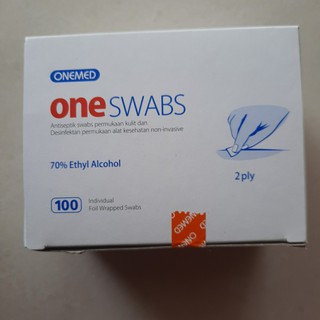 ONEMED
oneSWABS
Antiseptik swabs permukaan kulit dan
Desinfektan permukaan alat kesehatan non-invasive
70% Ethyl Alcohol
2 ply
100 Individual
Foil Wrapped Swabs
ONEMED